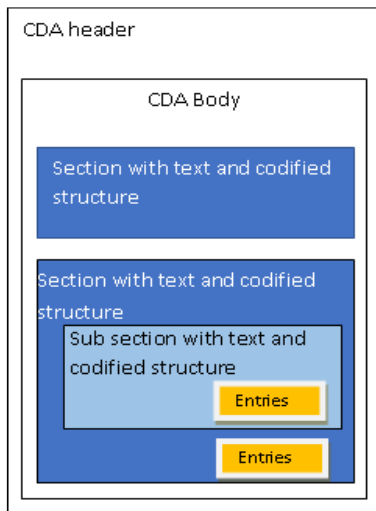 CDA header
CDA Body
Section with text and codified
structure
Section with text and codified
structure
Sub section with text and
codified structure
Entries
Entries